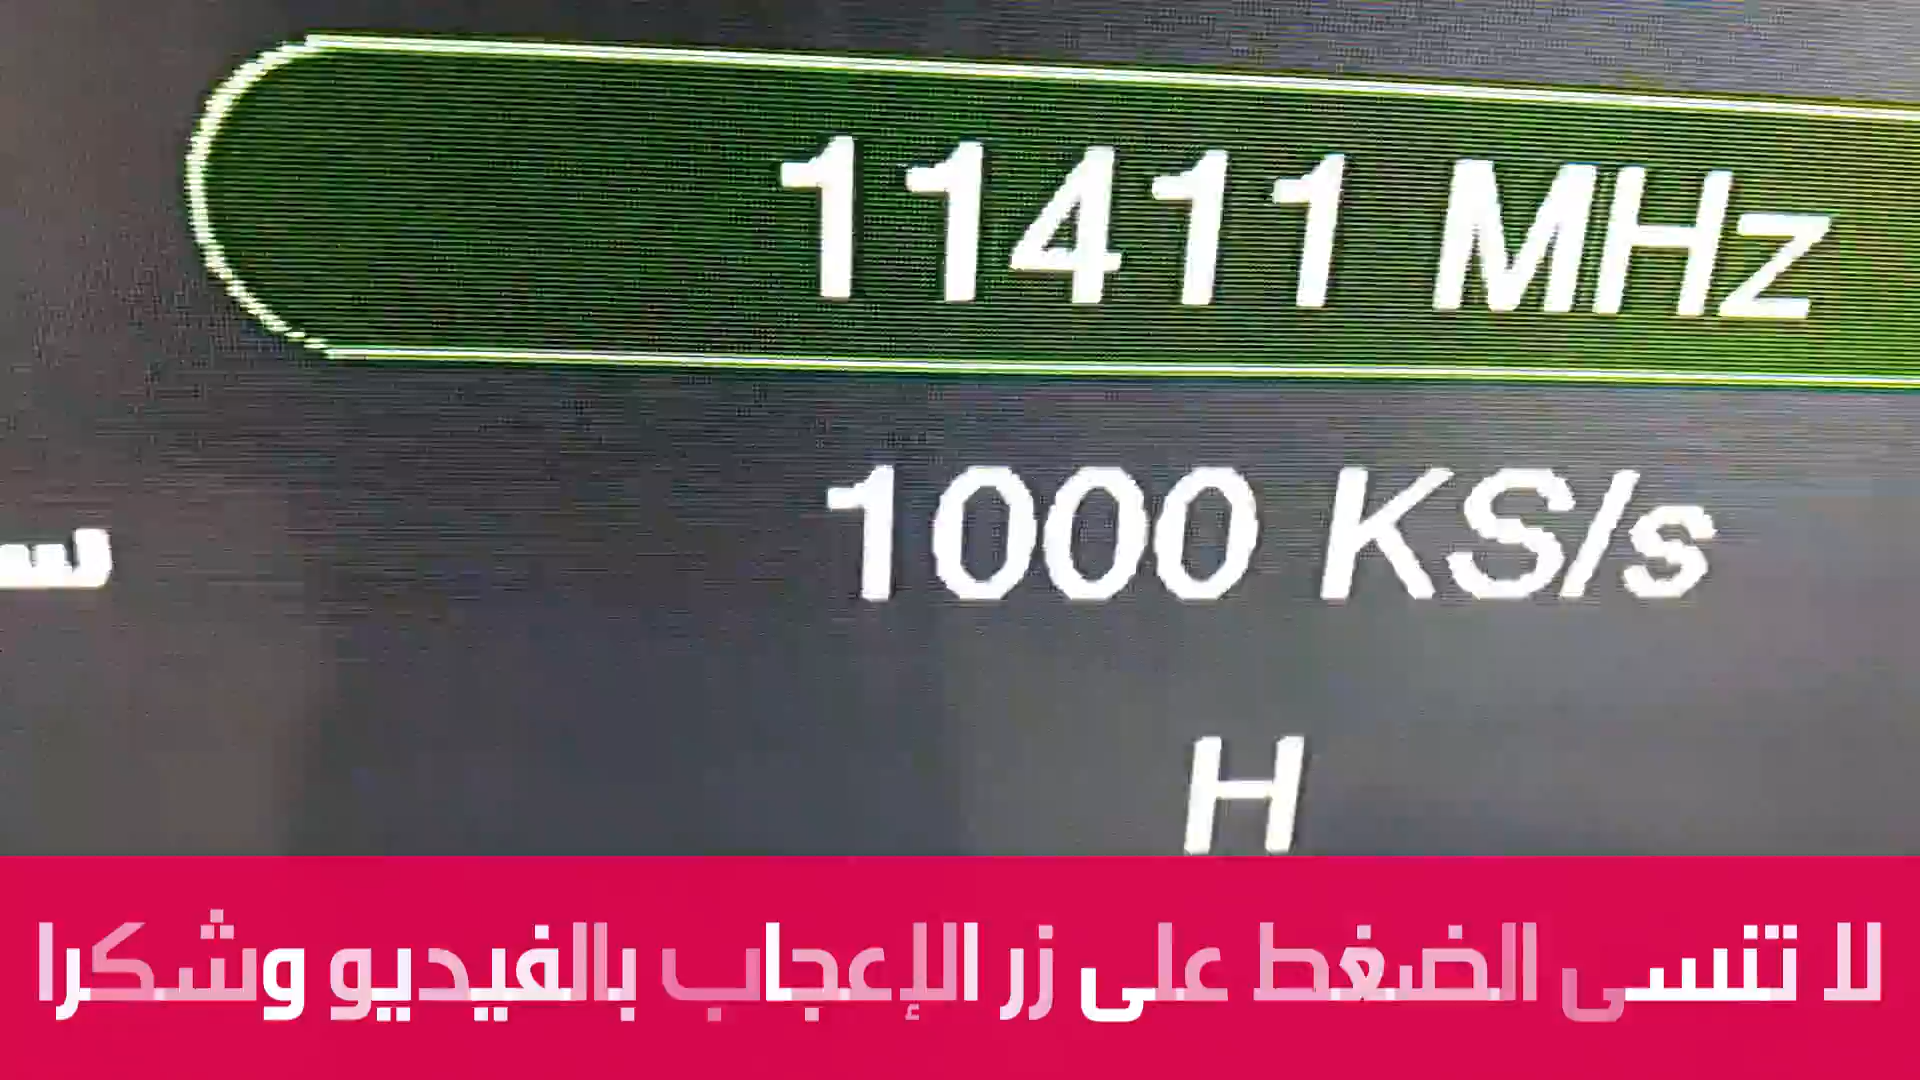 11411 MHz
1000 KS/s
H
لا تنسى الضغط على زر الإعجاب بالفيديو وشكرا